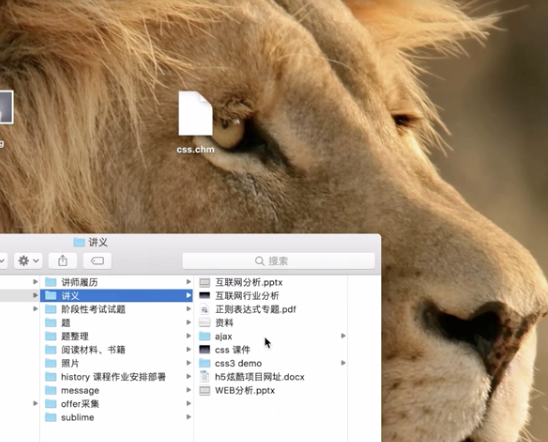 g
css.chm
讲义
搜索
讲师履历
讲义
阶段性考试试题
题
题整理
阅读材料、书籍
照片
history 课程作业安排部署
message
offer采集
sublime
互联网分析.pptx
互联网行业分析
正则表达式专题.pdf
资料
ajax
css 课件
css3 demo
h5炫酷项目网址.docx
WEB分析.pptx